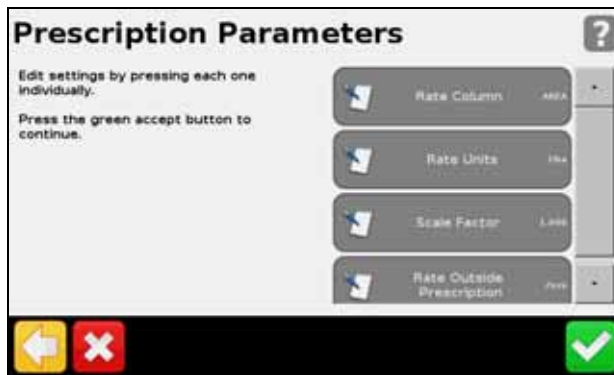 Prescription Parameters
?
Edit settings by pressing each one
individually.
Press the green accept button to
continue.
Rate Column AREA
Rate Units
Scale Factor
Rate Outside
Prescription